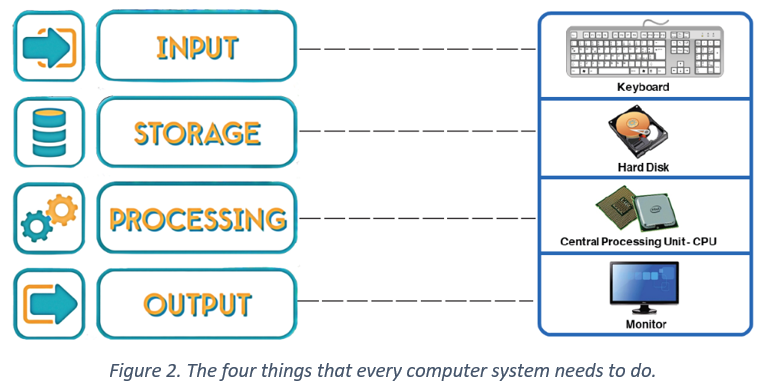 INPUT
Keyboard
STORAGE
Hard Disk
PROCESSING
Central Processing Unit - CPU
OUTPUT
Monitor
Figure 2. The four things that every computer system needs to do.